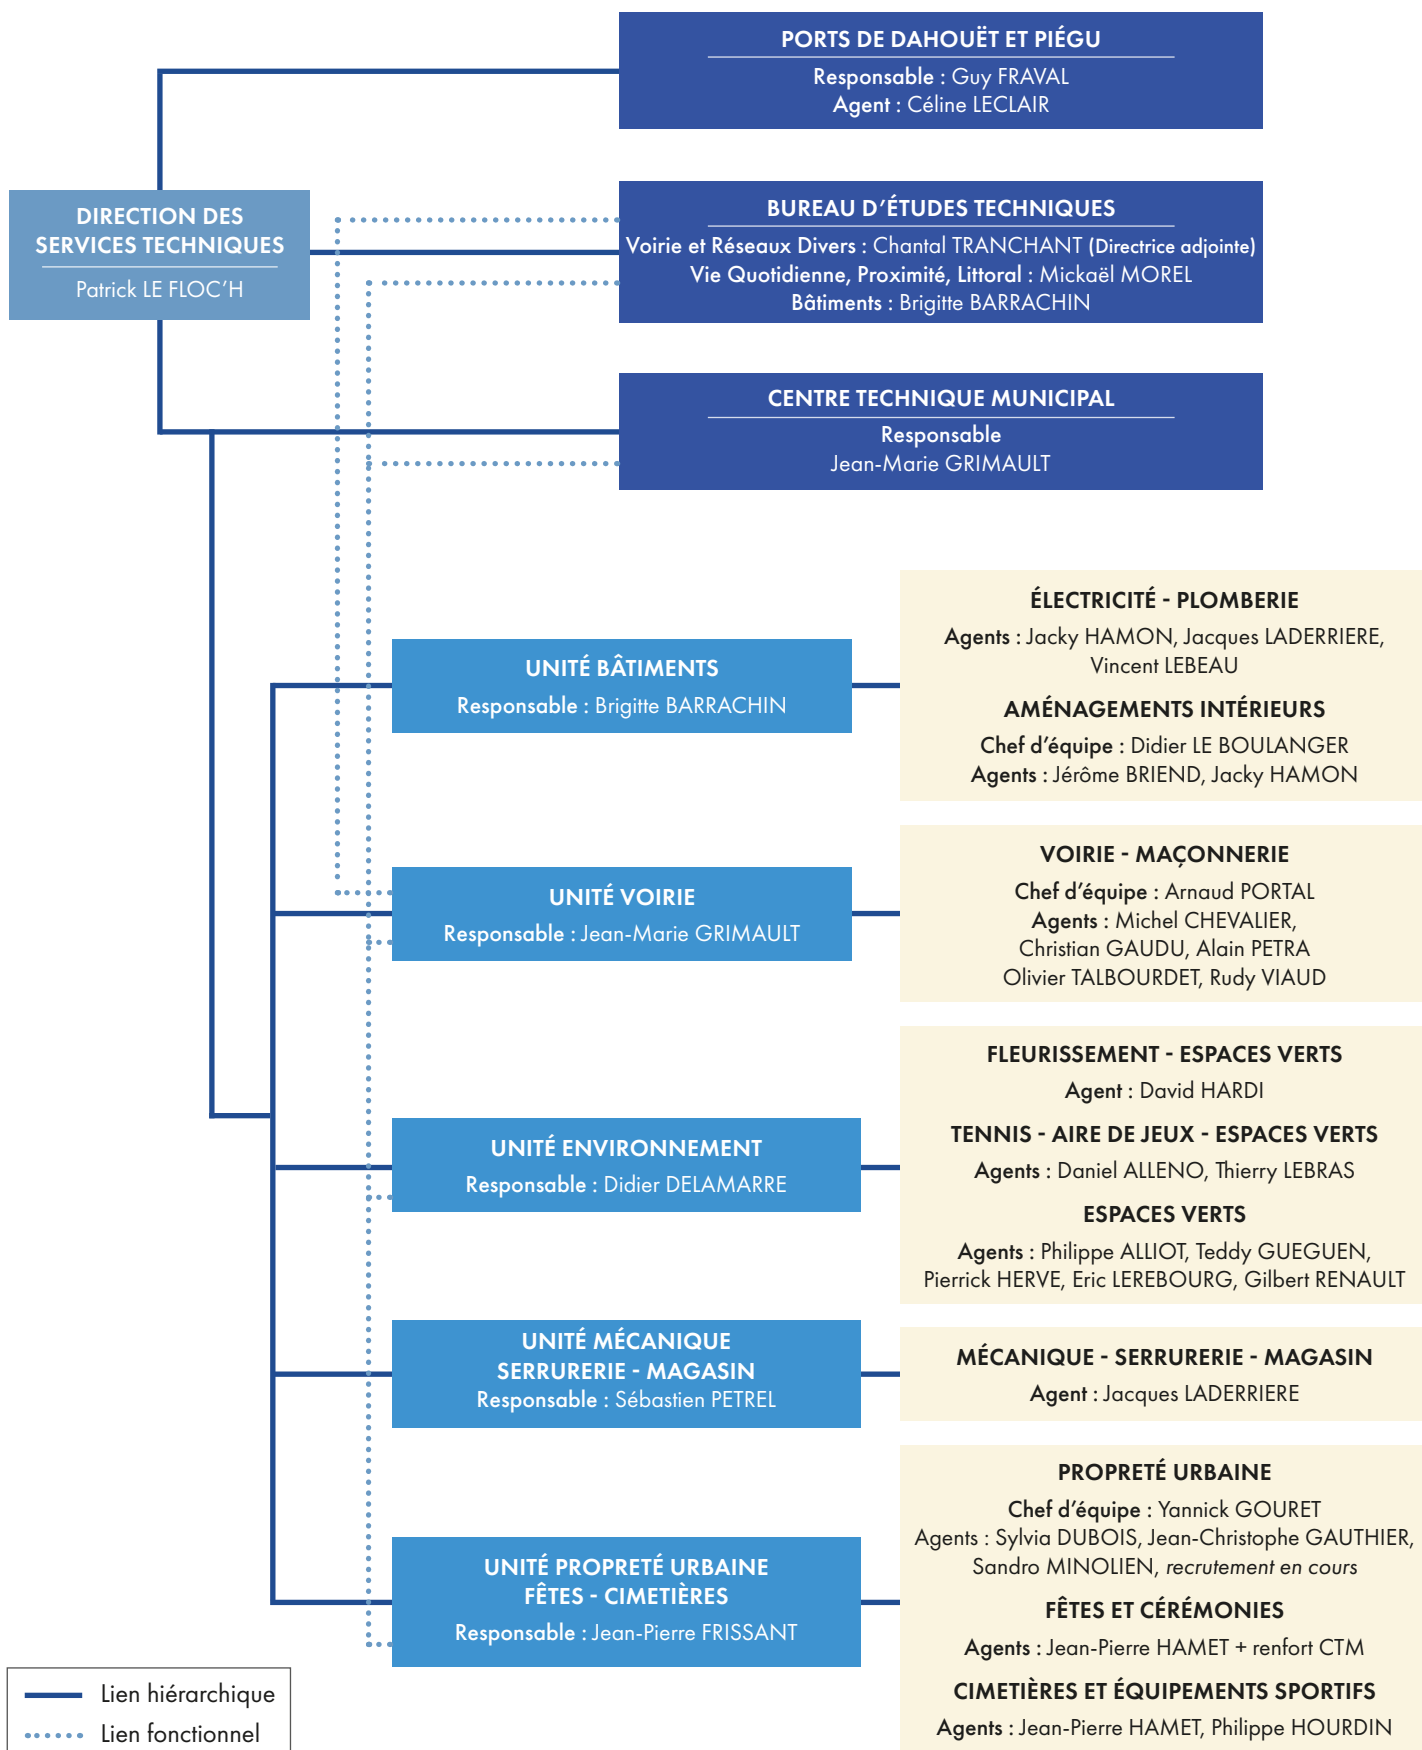 PORTS DE DAHOUËT ET PIÉGU
Responsable : Guy FRAVAL
Agent : Céline LECLAIR
DIRECTION DES
SERVICES TECHNIQUES
Patrick LE FLOC'H
BUREAU D'ÉTUDES TECHNIQUES
Voirie et Réseaux Divers : Chantal TRANCHANT (Directrice adjointe)
Vie Quotidienne, Proximité, Littoral : Mickaël MOREL
Bâtiments : Brigitte BARRACHIN
CENTRE TECHNIQUE MUNICIPAL
Responsable
Jean-Marie GRIMAULT
UNITÉ BÂTIMENTS
Responsable : Brigitte BARRACHIN
ÉLECTRICITÉ - PLOMBERIE
Agents : Jacky HAMON, Jacques LADERRIERE,
Vincent LEBEAU
AMÉNAGEMENTS INTÉRIEURS
Chef d'équipe : Didier LE BOULANGER
Agents : Jérôme BRIEND, Jacky HAMON
UNITÉ VOIRIE
Responsable : Jean-Marie GRIMAULT
VOIRIE - MAÇONNERIE
Chef d'équipe : Arnaud PORTAL
Agents : Michel CHEVALIER,
Christian GAUDU, Alain PETRA
Olivier TALBOURDET, Rudy VIAUD
UNITÉ ENVIRONNEMENT
Responsable : Didier DELAMARRE
FLEURISSEMENT - ESPACES VERTS
Agent : David HARDI
TENNIS - AIRE DE JEUX - ESPACES VERTS
Agents : Daniel ALLENO, Thierry LEBRAS
ESPACES VERTS
Agents : Philippe ALLIOT, Teddy GUEGUEN,
Pierrick HERVE, Eric LEREBOURG, Gilbert RENAULT
UNITÉ MÉCANIQUE
SERRURERIE - MAGASIN
Responsable : Sébastien PETREL
MÉCANIQUE - SERRURERIE - MAGASIN
Agent : Jacques LADERRIERE
UNITÉ PROPRETÉ URBAINE
FÊTES - CIMETIÈRES
Responsable : Jean-Pierre FRISSANT
PROPRETÉ URBAINE
Chef d'équipe : Yannick GOURET
Agents : Sylvia DUBOIS, Jean-Christophe GAUTHIER,
Sandro MINOLIEN, recrutement en cours
FÊTES ET CÉRÉMONIES
Agents : Jean-Pierre HAMET + renfort CTM
CIMETIÈRES ET ÉQUIPEMENTS SPORTIFS
Agents : Jean-Pierre HAMET, Philippe HOURDIN
Lien hiérarchique
Lien fonctionnel